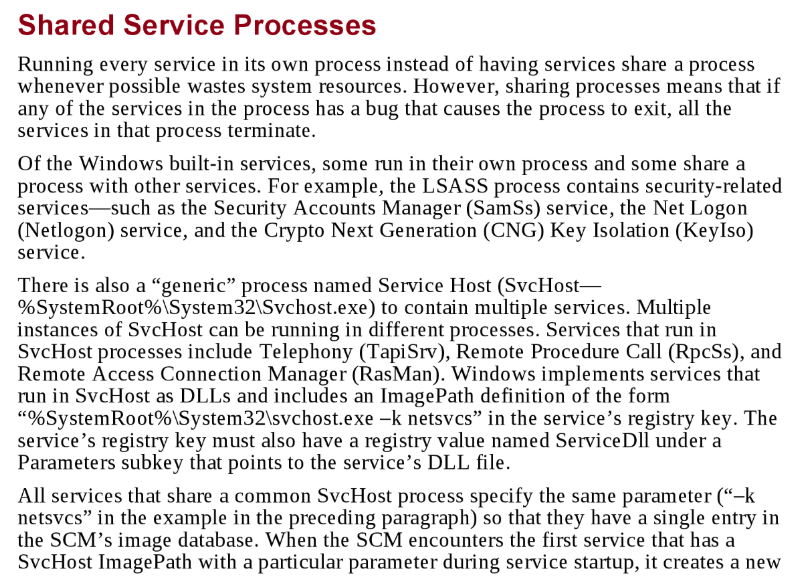 Shared Service Processes
Running every service in its own process instead of having services share a process
whenever possible wastes system resources. However, sharing processes means that if
any of the services in the process has a bug that causes the process to exit, all the
services in that process terminate.
Of the Windows built-in services, some run in their own process and some share a
process with other services. For example, the LSASS process contains security-related
services—such as the Security Accounts Manager (SamSs) service, the Net Logon
(Netlogon) service, and the Crypto Next Generation (CNG) Key Isolation (KeyIso)
service.
There is also a “generic” process named Service Host (SvcHost—
%SystemRoot%\System32\Svchost.exe) to contain multiple services. Multiple
instances of SvcHost can be running in different processes. Services that run in
SvcHost processes include Telephony (TapiSrv), Remote Procedure Call (RpcSs), and
Remote Access Connection Manager (RasMan). Windows implements services that
run in SvcHost as DLLs and includes an ImagePath definition of the form
“%SystemRoot%\System32\svchost.exe –k netsvcs” in the service’s registry key. The
service’s registry key must also have a registry value named ServiceDll under a
Parameters subkey that points to the service’s DLL file.
All services that share a common SvcHost process specify the same parameter (“–k
netsvcs” in the example in the preceding paragraph) so that they have a single entry in
the SCM’s image database. When the SCM encounters the first service that has a
SvcHost ImagePath with a particular parameter during service startup, it creates a new